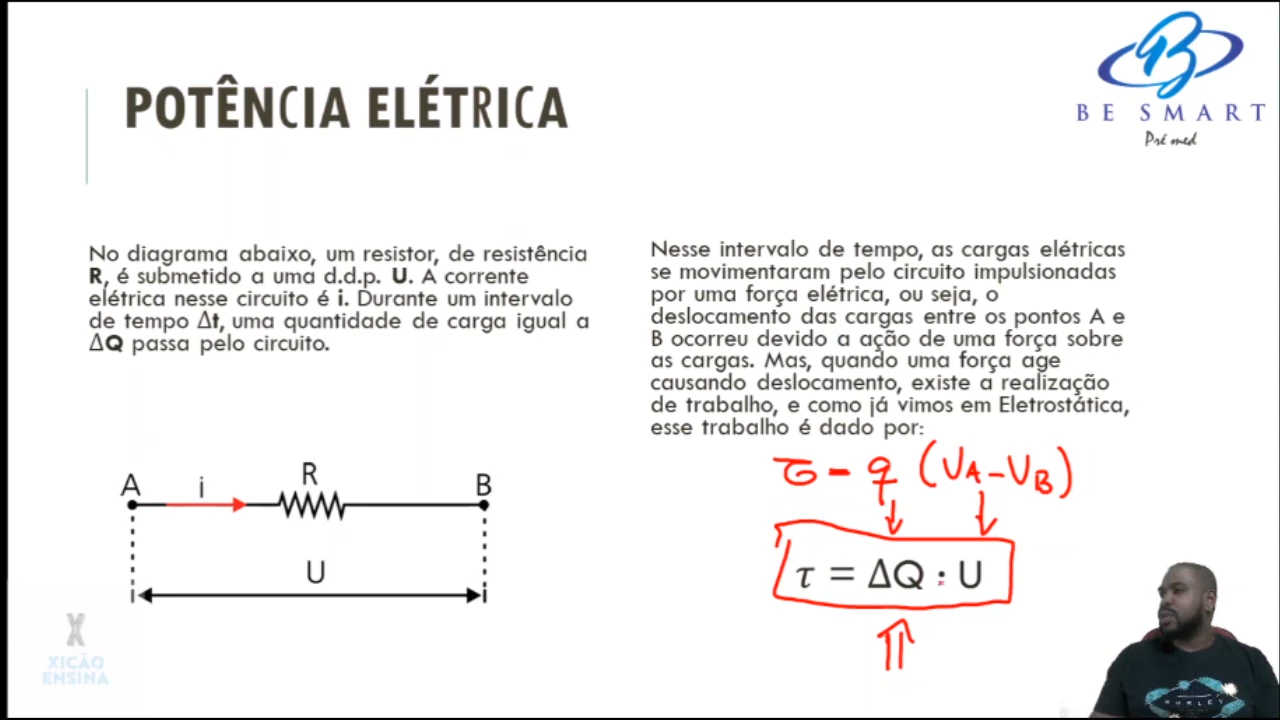 BE SMART
Pré med
POTÊNCIA ELÉTRICA
No diagrama abaixo, um resistor, de resistência
R, é submetido a uma d.d.p. U. A corrente
elétrica nesse circuito é i. Durante um intervalo
de tempo Δt, uma quantidade de carga igual a
ΔQ passa pelo circuito.
A i R B
U
XICÃO
ENSINA
Nesse intervalo de tempo, as cargas elétricas
se movimentaram pelo circuito impulsionadas
por uma força elétrica, ou seja, o
deslocamento das cargas entre os pontos A e
B ocorreu devido a ação de uma força sobre
as cargas. Mas, quando uma força age
causando deslocamento, existe a realização
de trabalho, e como já vimos em Eletrostática,
esse trabalho é dado por:
τ = q (VA - VB)
τ = ΔQ · U
HURLEY